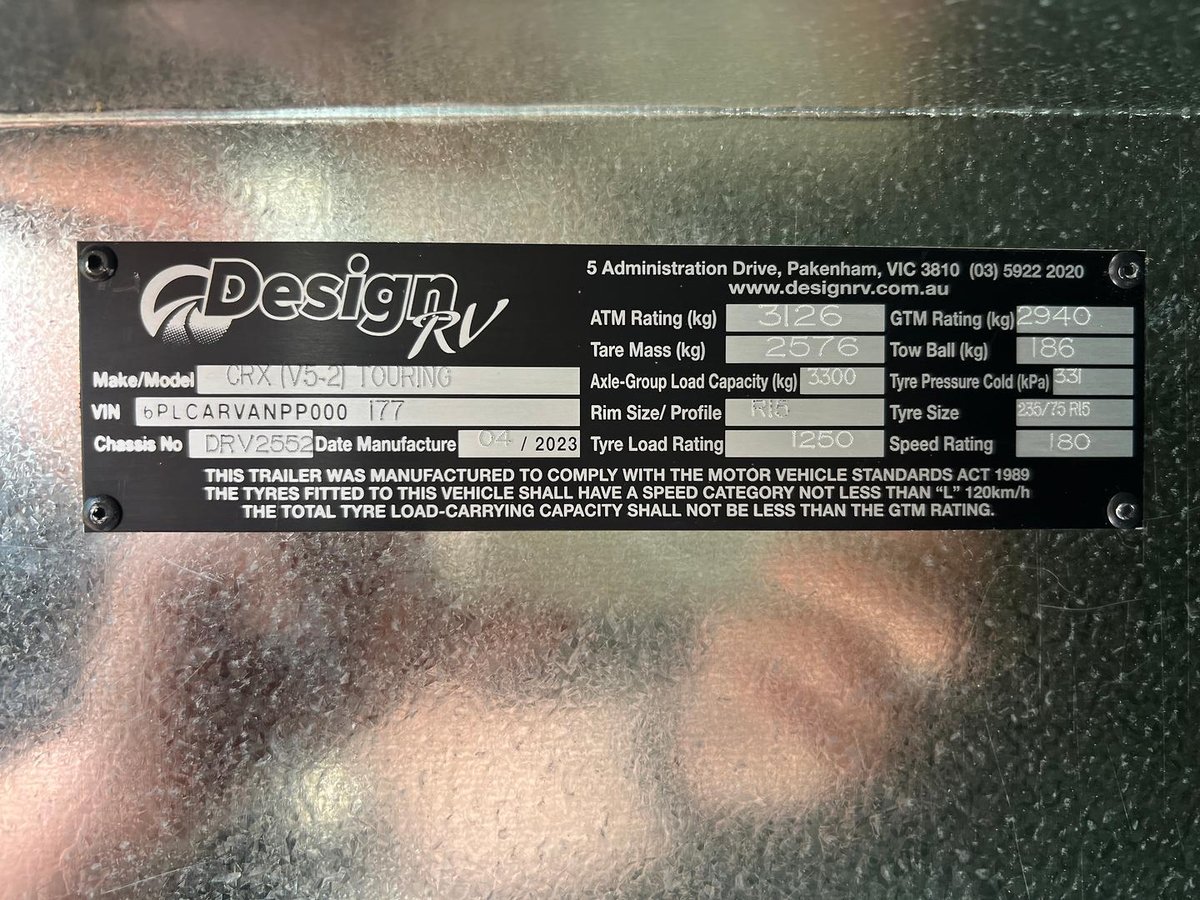 Design RV
5 Administration Drive, Pakenham, VIC 3810 (03) 5922 2020
www.designrv.com.au
ATM Rating (kg) 3126 GTM Rating (kg) 2940
Tare Mass (kg) 2576 Tow Ball (kg) 186
Make/Model CRX (V5-2) TOURING Axle-Group Load Capacity (kg) 3300 Tyre Pressure Cold (kPa) 331
VIN 6PLCARVANPP000 177 Rim Size/ Profile R15 Tyre Size 235/75 R15
Chassis No DRV2552 Date Manufacture 04 / 2023 Tyre Load Rating 1250 Speed Rating 180
THIS TRAILER WAS MANUFACTURED TO COMPLY WITH THE MOTOR VEHICLE STANDARDS ACT 1989
THE TYRES FITTED TO THIS VEHICLE SHALL HAVE A SPEED CATEGORY NOT LESS THAN "L" 120km/h
THE TOTAL TYRE LOAD-CARRYING CAPACITY SHALL NOT BE LESS THAN THE GTM RATING.